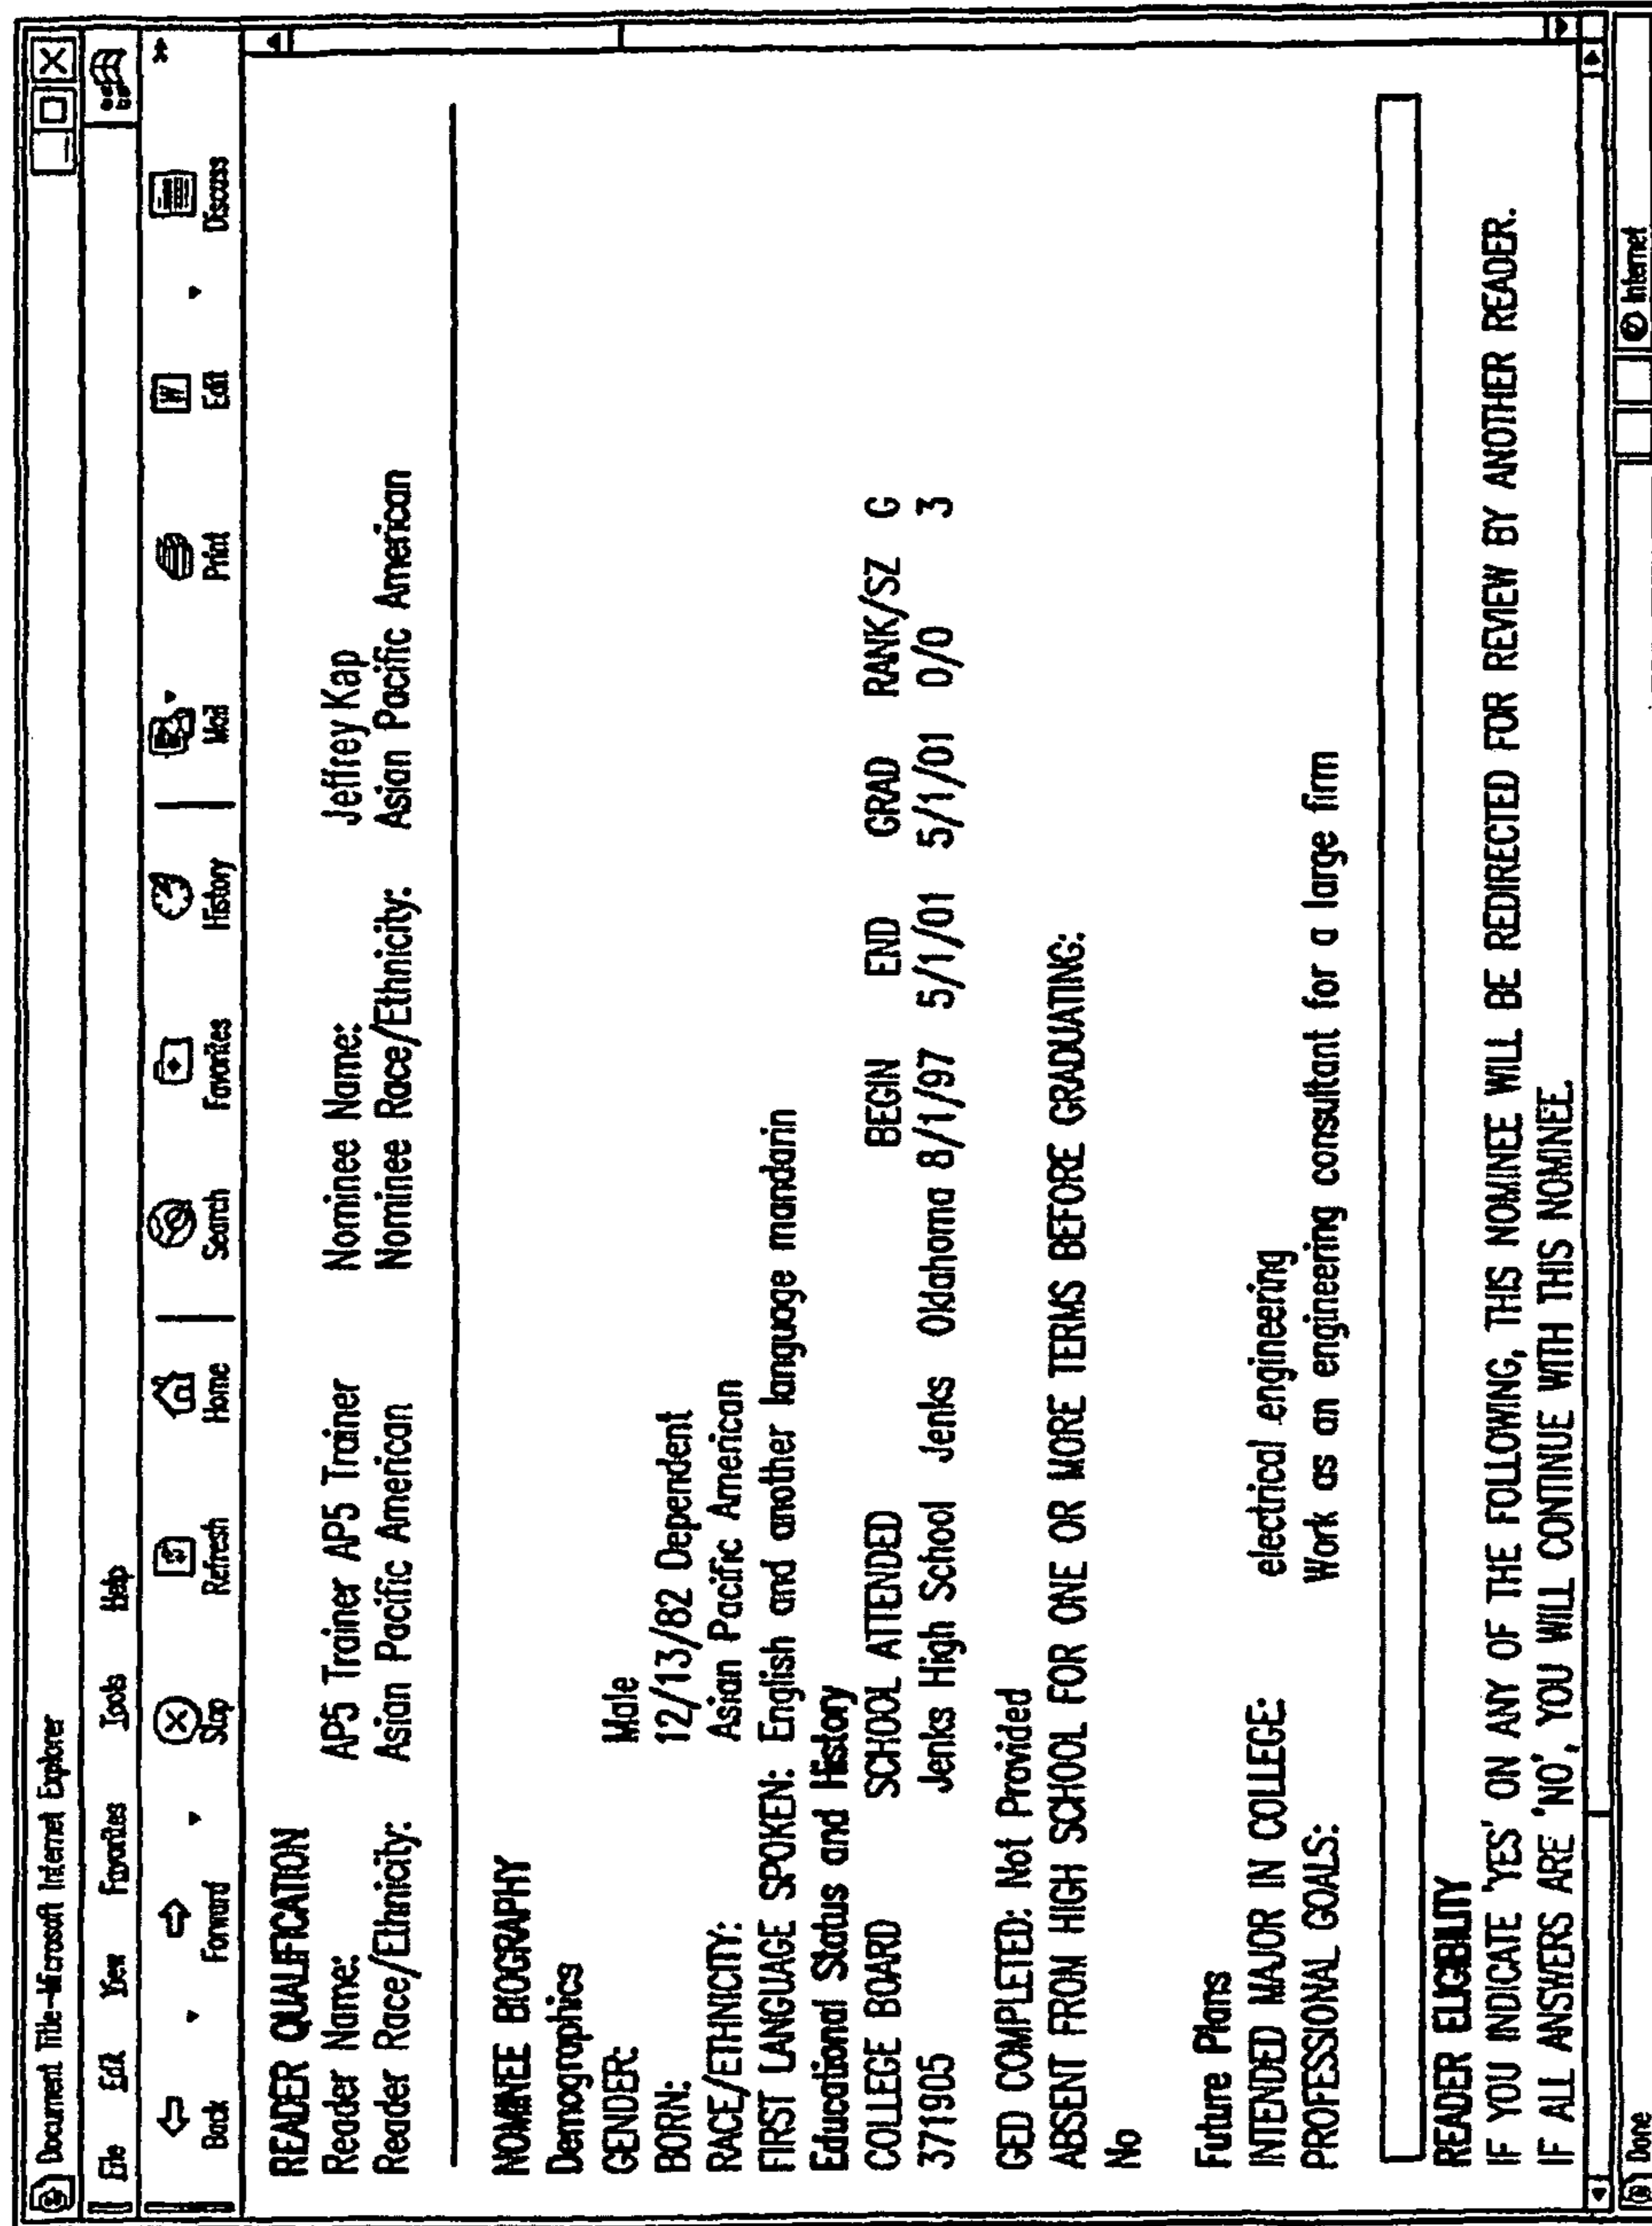 Document Title-Microsoft Internet Explorer
File Edit View Favorites Tools Help
Back Forward Stop Refresh Home Search Favorites History Mail Print Edit Discuss
READER QUALIFICATION
Reader Name: AP5 Trainer AP5 Trainer Nominee Name: Jeffrey Kap
Reader Race/Ethnicity: Asian Pacific American Nominee Race/Ethnicity: Asian Pacific American
NOMINEE BIOGRAPHY
Demographics
GENDER: Male
BORN: 12/13/82 Dependent
RACE/ETHNICITY: Asian Pacific American
FIRST LANGUAGE SPOKEN: English and another language mandarin
Educational Status and History
COLLEGE BOARD SCHOOL ATTENDED BEGIN END GRAD RANK/SZ G
371905 Jenks High School Jenks Oklahoma 8/1/97 5/1/01 5/1/01 0/0 3
GED COMPLETED: Not Provided
ABSENT FROM HIGH SCHOOL FOR ONE OR MORE TERMS BEFORE GRADUATING:
No
Future Plans
INTENDED MAJOR IN COLLEGE: electrical engineering
PROFESSIONAL GOALS: Work as an engineering consultant for a large firm
READER ELIGIBILITY
IF YOU INDICATE 'YES' ON ANY OF THE FOLLOWING, THIS NOMINEE WILL BE REDIRECTED FOR REVIEW BY ANOTHER READER.
IF ALL ANSWERS ARE 'NO', YOU WILL CONTINUE WITH THIS NOMINEE.
Done Internet